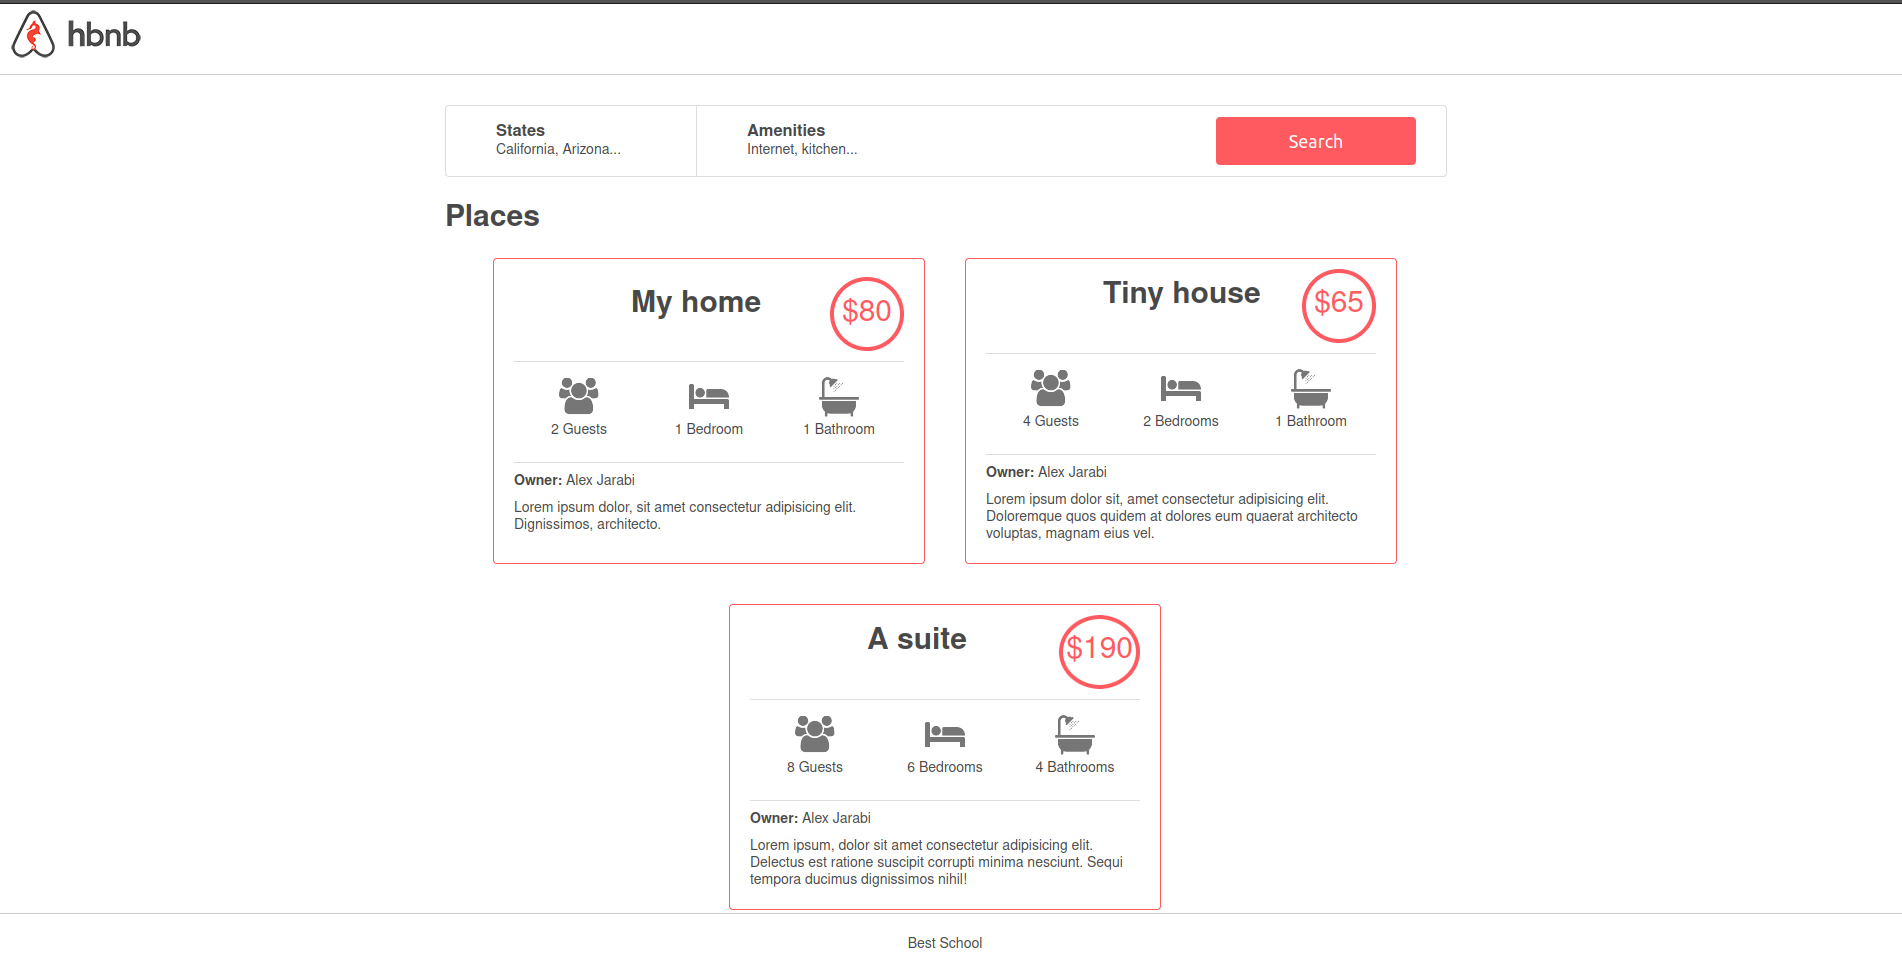 hbnb
States
California, Arizona...
Amenities
Internet, kitchen...
Search
Places
My home
$80
2 Guests
1 Bedroom
1 Bathroom
Owner: Alex Jarabi
Lorem ipsum dolor, sit amet consectetur adipisicing elit.
Dignissimos, architecto.
Tiny house
$65
4 Guests
2 Bedrooms
1 Bathroom
Owner: Alex Jarabi
Lorem ipsum dolor sit, amet consectetur adipisicing elit.
Doloremque quos quidem at dolores eum quaerat architecto
voluptas, magnam eius vel.
A suite
$190
8 Guests
6 Bedrooms
4 Bathrooms
Owner: Alex Jarabi
Lorem ipsum, dolor sit amet consectetur adipisicing elit.
Delectus est ratione suscipit corrupti minima nesciunt. Sequi
tempora ducimus dignissimos nihil!
Best School